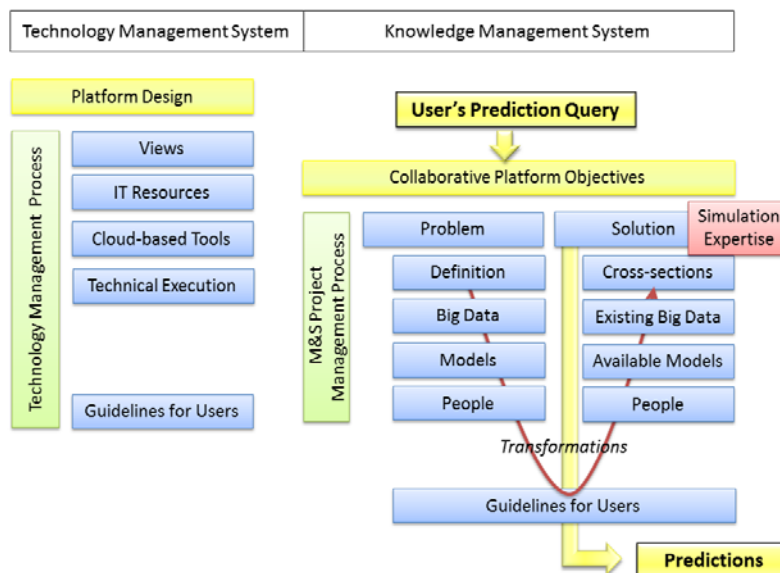 Technology Management System
Knowledge Management System
Platform Design
Technology Management Process
Views
IT Resources
Cloud-based Tools
Technical Execution
Guidelines for Users
User's Prediction Query
Collaborative Platform Objectives
M&S Project
Management Process
Problem
Solution
Simulation
Expertise
Definition
Cross-sections
Big Data
Existing Big Data
Models
Available Models
People
People
Transformations
Guidelines for Users
Predictions